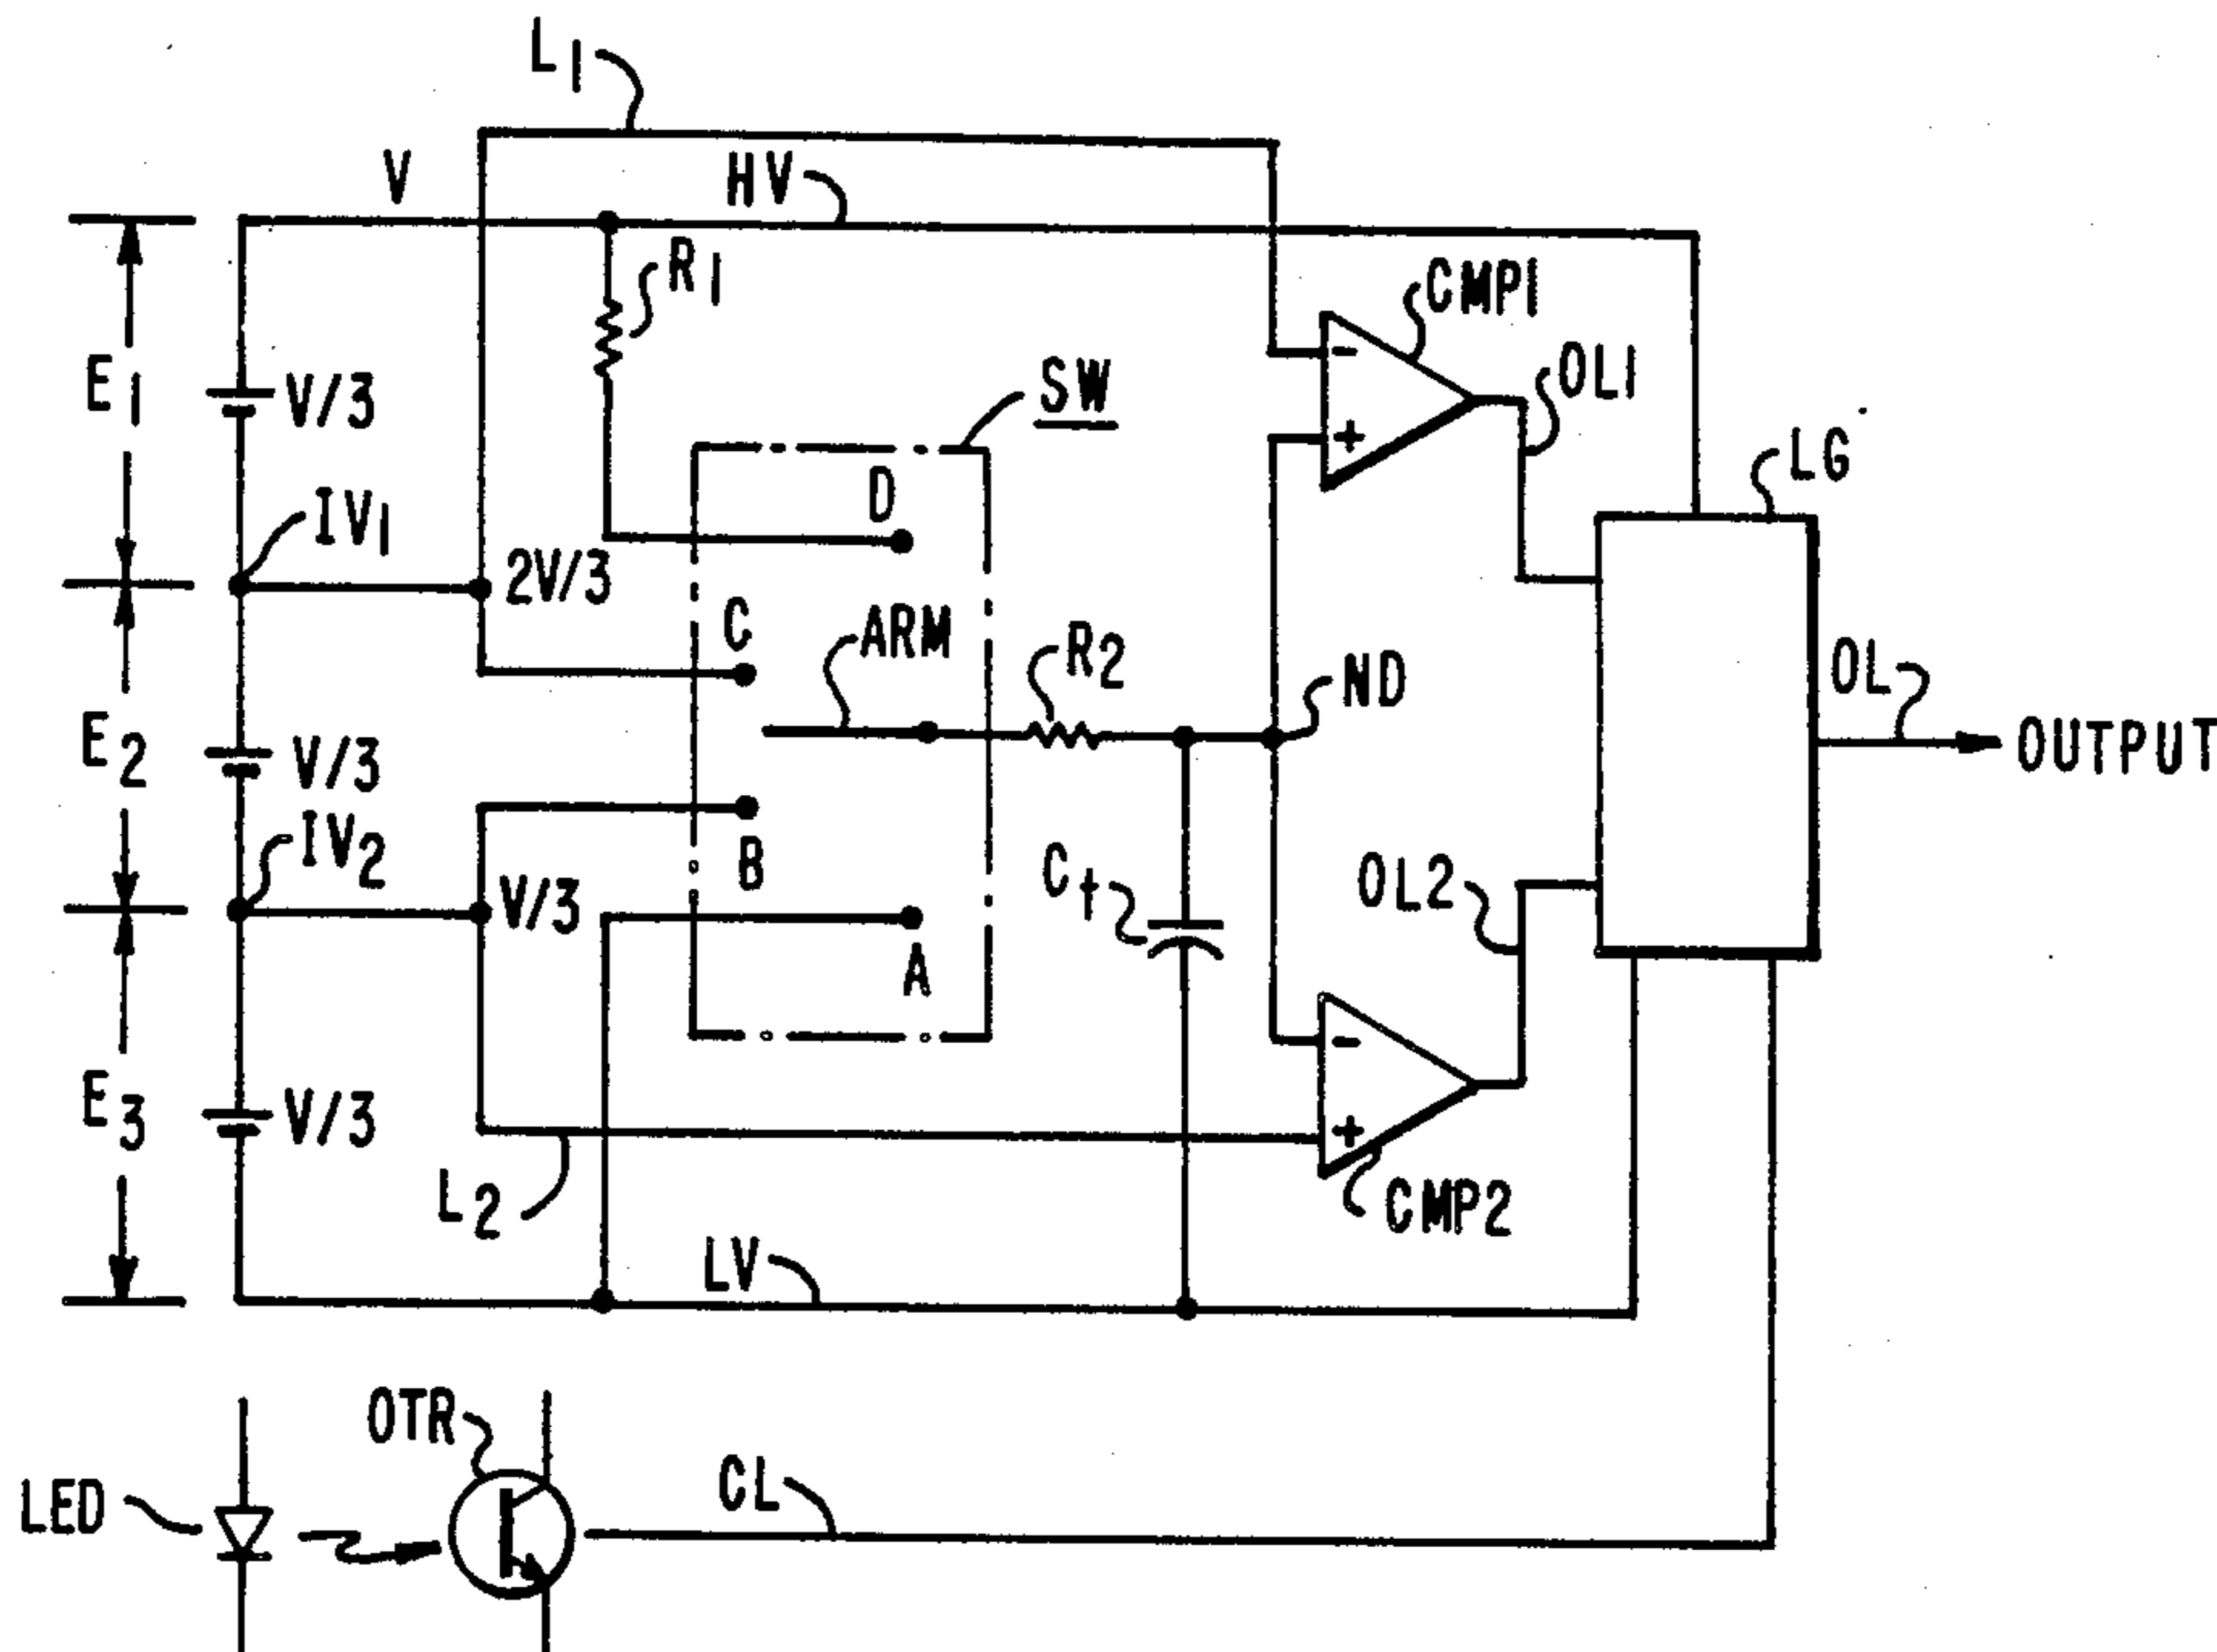 L1
V
HV
R1
CMP1
E1
V/3
SW
OL1
LG
D
IV1
2V/3
C
ARM
R2
ND
OL
E2
V/3
OUTPUT
IV2
B
Ct
OL2
V/3
A
E3
V/3
L2
CMP2
LV
OTR
LED
CL